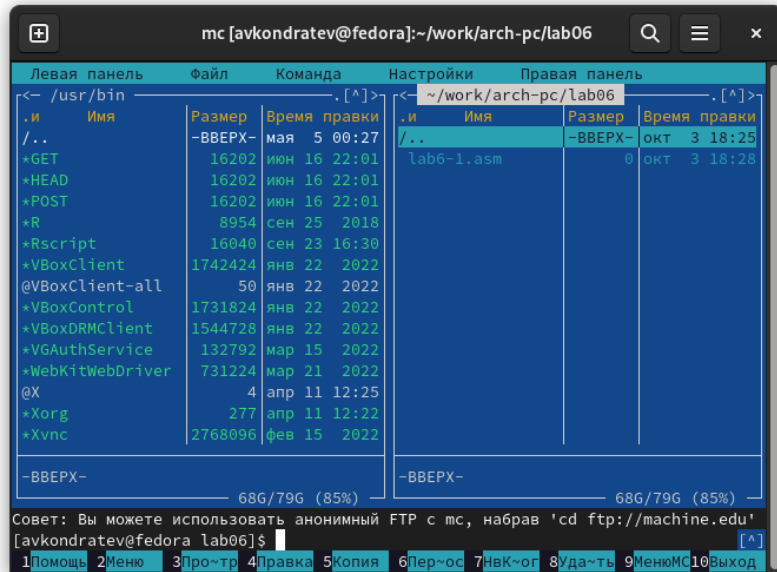 mc [avkondratev@fedora]:~/work/arch-pc/lab06
Левая панель Файл Команда Настройки Правая панель
<— /usr/bin .[^]> <— ~/work/arch-pc/lab06 .[^]>
.и Имя Размер Время правки .и Имя Размер Время правки
/.. -ВВЕРХ- мая 5 00:27 /.. -ВВЕРХ- окт 3 18:25
*GET 16202 июн 16 22:01 lab6-1.asm 0 окт 3 18:28
*HEAD 16202 июн 16 22:01
*POST 16202 июн 16 22:01
*R 8954 сен 25 2018
*Rscript 16040 сен 23 16:30
*VBoxClient 1742424 янв 22 2022
@VBoxClient-all 50 янв 22 2022
*VBoxControl 1731824 янв 22 2022
*VBoxDRMClient 1544728 янв 22 2022
*VGAuthService 132792 мар 15 2022
*WebKitWebDriver 731224 мар 21 2022
@X 4 апр 11 12:25
*Xorg 277 апр 11 12:22
*Xvnc 2768096 фев 15 2022
-ВВЕРХ- -ВВЕРХ-
68G/79G (85%) 68G/79G (85%)
Совет: Вы можете использовать анонимный FTP с mc, набрав 'cd ftp://machine.edu'
[avkondratev@fedora lab06]$ [^]
1Помощь 2Меню 3Про~тр 4Правка 5Копия 6Пер~ос 7НвК~ог 8Уда~ть 9МенюMC 10Выход